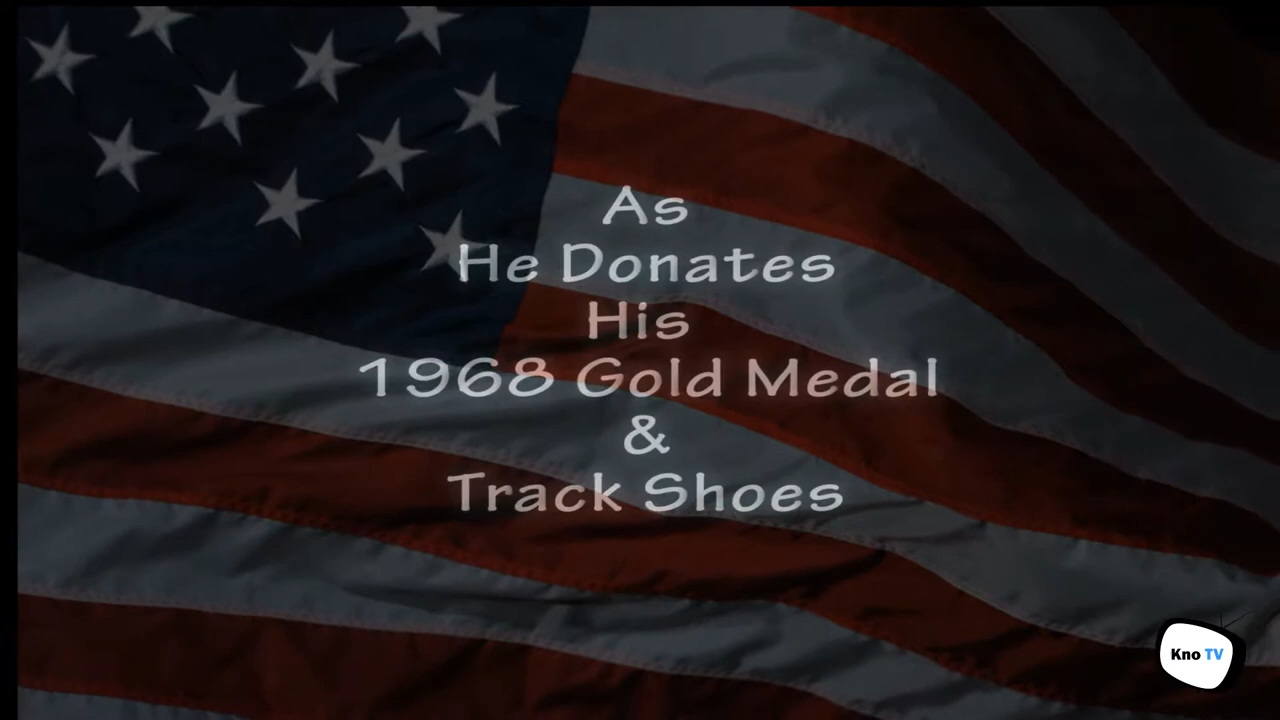 As
He Donates
His
1968 Gold Medal
&
Track Shoes
Kno TV